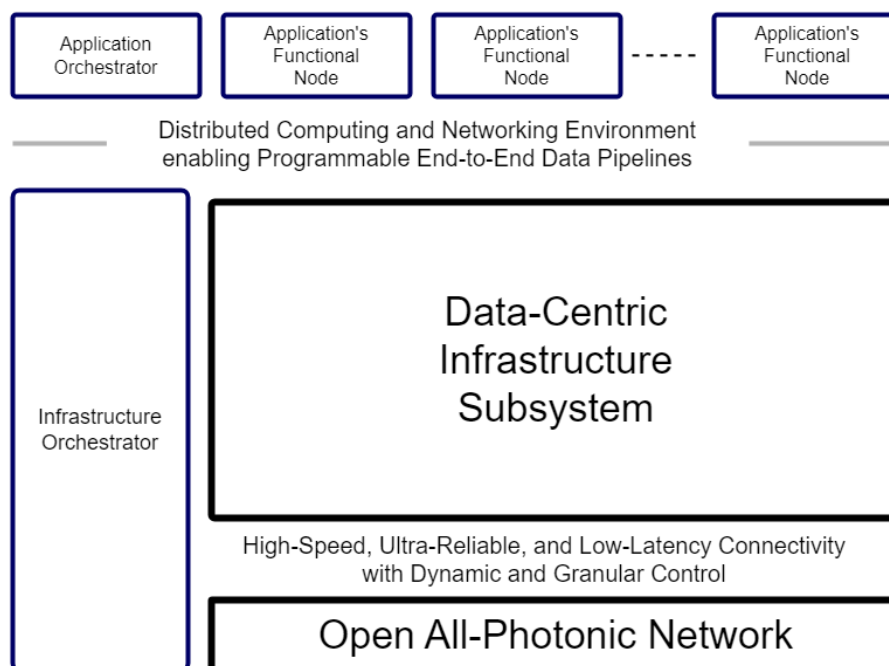 Application
Orchestrator
Application's
Functional
Node
Application's
Functional
Node
Application's
Functional
Node
Distributed Computing and Networking Environment
enabling Programmable End-to-End Data Pipelines
Infrastructure
Orchestrator
Data-Centric
Infrastructure
Subsystem
High-Speed, Ultra-Reliable, and Low-Latency Connectivity
with Dynamic and Granular Control
Open All-Photonic Network